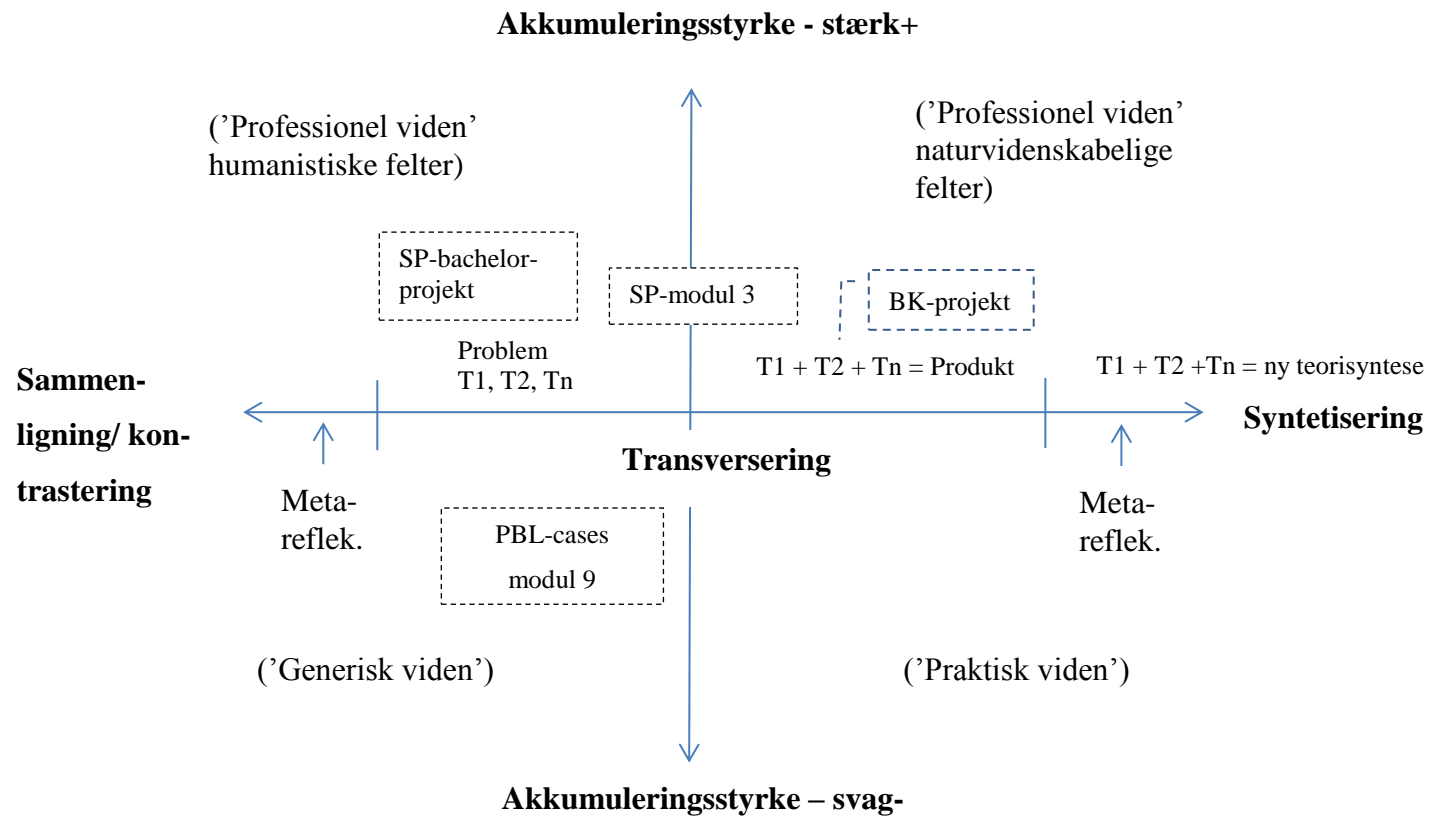 Akkumuleringsstyrke - stærk+
(’Professionel viden’
humanistiske felter)
(’Professionel viden’
naturvidenskabelige
felter)
SP-bachelor-
projekt
SP-modul 3
BK-projekt
Problem
T1, T2, Tn
T1 + T2 + Tn = Produkt
T1 + T2 +Tn = ny teorisyntese
Sammen-
ligning/ kon-
trastering
Syntetisering
Transversering
Meta-
reflek.
Meta-
reflek.
PBL-cases
modul 9
(’Generisk viden’)
(’Praktisk viden’)
Akkumuleringsstyrke – svag-